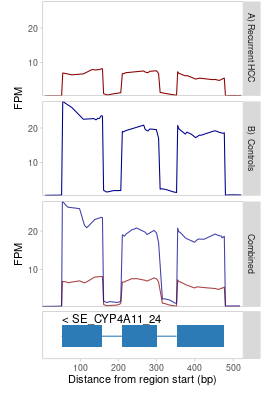 20
10
A) Recurrent HCC
FPM
20
10
B) Controls
20
10
FPM
Combined
< SE_CYP4A11_24
100 200 300 400 500
Distance from region start (bp)